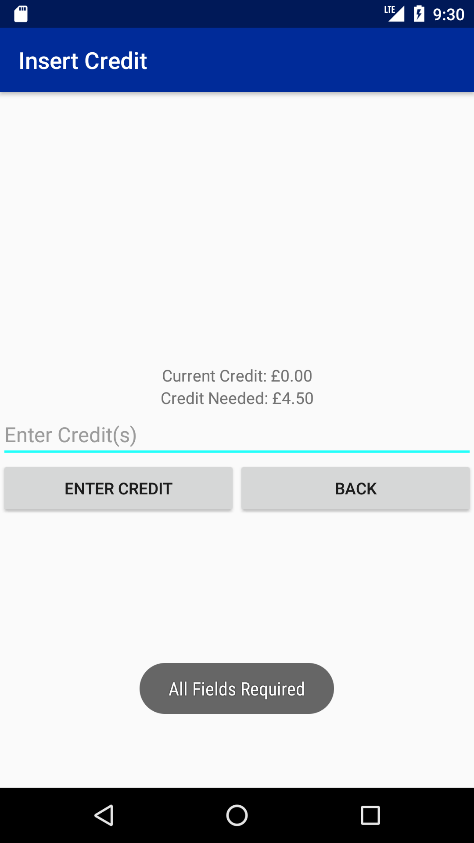 LTE 9:30
Insert Credit
Current Credit: £0.00
Credit Needed: £4.50
Enter Credit(s)
ENTER CREDIT BACK
All Fields Required